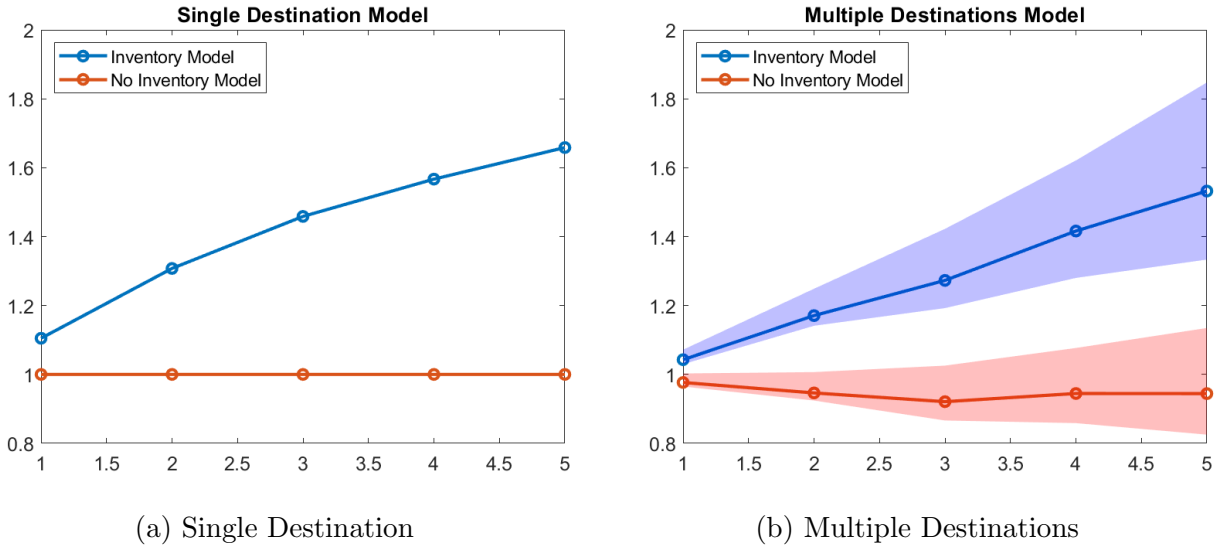 Single Destination Model
Inventory Model
No Inventory Model
2
1.8
1.6
1.4
1.2
1
0.8
1 1.5 2 2.5 3 3.5 4 4.5 5
(a) Single Destination
Multiple Destinations Model
Inventory Model
No Inventory Model
2
1.8
1.6
1.4
1.2
1
0.8
1 1.5 2 2.5 3 3.5 4 4.5 5
(b) Multiple Destinations